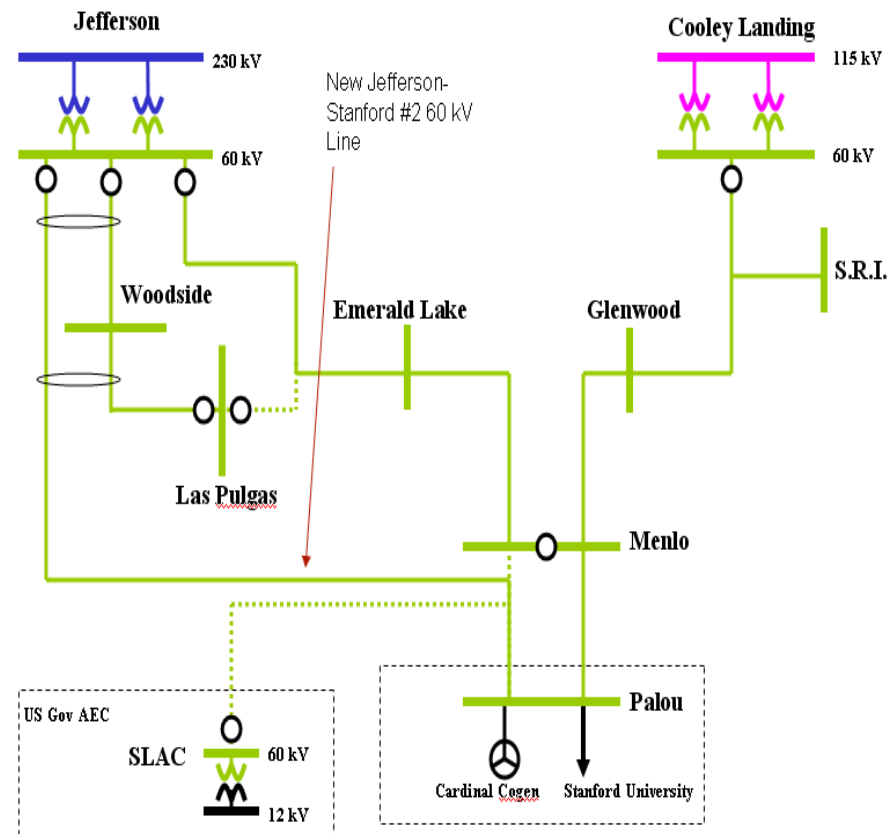 Jefferson
230 kV
60 kV
New Jefferson-
Stanford #2 60 kV
Line
Cooley Landing
115 kV
60 kV
S.R.I.
Woodside
Emerald Lake
Glenwood
Las Pulgas
Menlo
US Gov AEC
SLAC
60 kV
12 kV
Palou
Cardinal Cogen
Stanford University